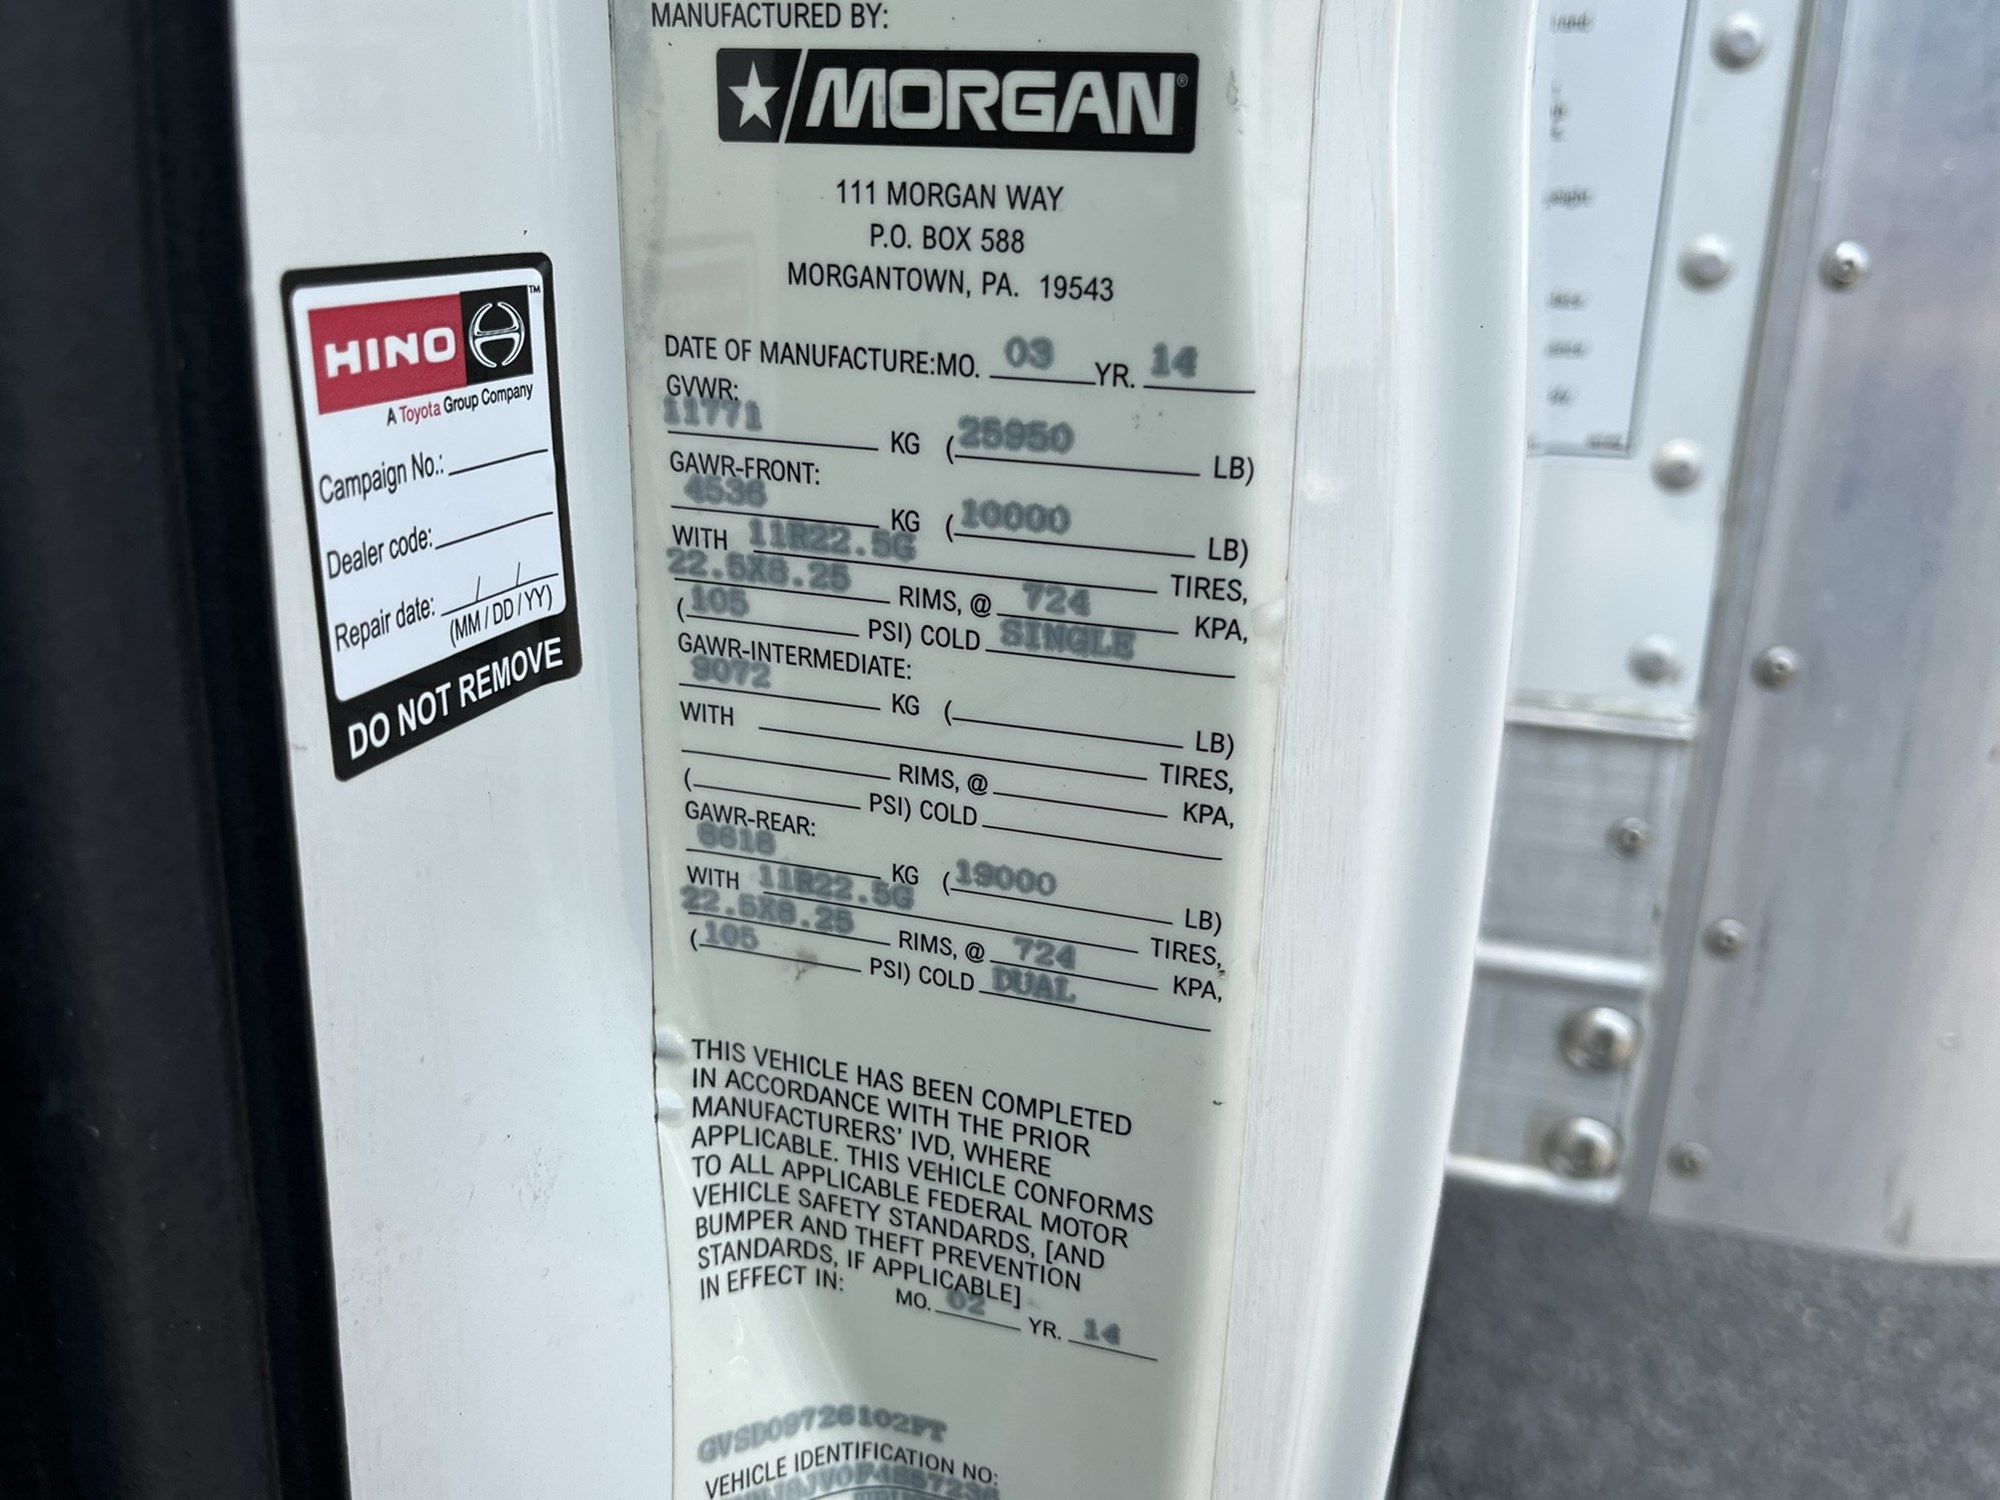 MANUFACTURED BY:
MORGAN®
111 MORGAN WAY
P.O. BOX 588
MORGANTOWN, PA. 19543
DATE OF MANUFACTURE:MO. 03 YR. 14
GVWR:
11771 KG (25950 LB)
GAWR-FRONT:
4536 KG (10000 LB)
WITH 11R22.5G TIRES,
22.5X8.25 RIMS, @ 724 KPA,
(105 PSI) COLD SINGLE
GAWR-INTERMEDIATE:
9072 KG ( LB)
WITH TIRES,
RIMS, @ KPA,
( PSI) COLD
GAWR-REAR:
8618 KG (19000 LB)
WITH 11R22.5G TIRES,
22.5X8.25 RIMS, @ 724 KPA,
(105 PSI) COLD DUAL
THIS VEHICLE HAS BEEN COMPLETED
IN ACCORDANCE WITH THE PRIOR
MANUFACTURERS' IVD, WHERE
APPLICABLE. THIS VEHICLE CONFORMS
TO ALL APPLICABLE FEDERAL MOTOR
VEHICLE SAFETY STANDARDS, [AND
BUMPER AND THEFT PREVENTION
STANDARDS, IF APPLICABLE]
IN EFFECT IN: MO. 02 YR. 14
GVSD09726102FT
VEHICLE IDENTIFICATION NO:
HINO TM
A Toyota Group Company
Campaign No.:
Dealer code:
Repair date: / /
(MM / DD / YY)
DO NOT REMOVE